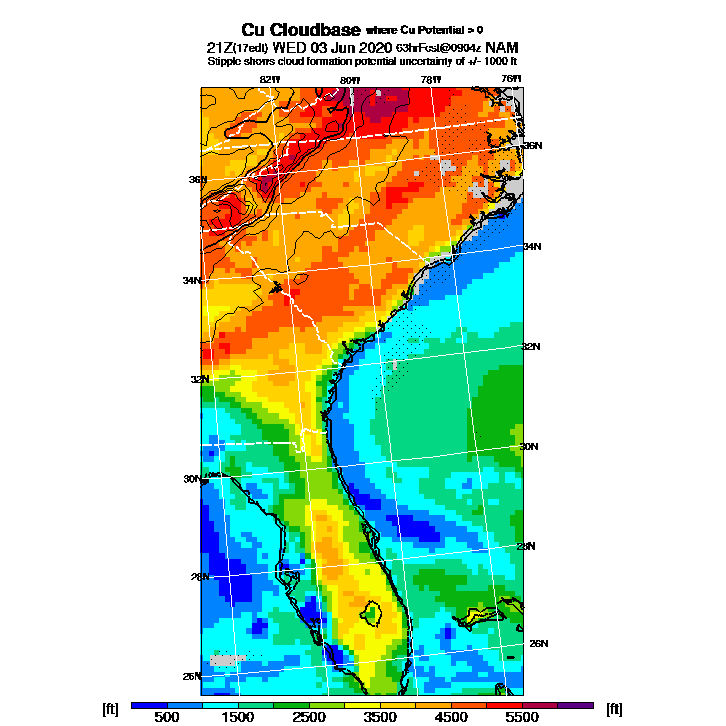 Cu Cloudbase where Cu Potential > 0
21Z(17edt) WED 03 Jun 2020 63hrFcst@0904z NAM
Stipple shows cloud formation potential uncertainty of +/- 1000 ft
82W 80W 78W 76W
36N
36N
34N
34N
32N
32N
30N
30N
28N
28N
26N
26N
[ft] 500 1500 2500 3500 4500 5500 [ft]